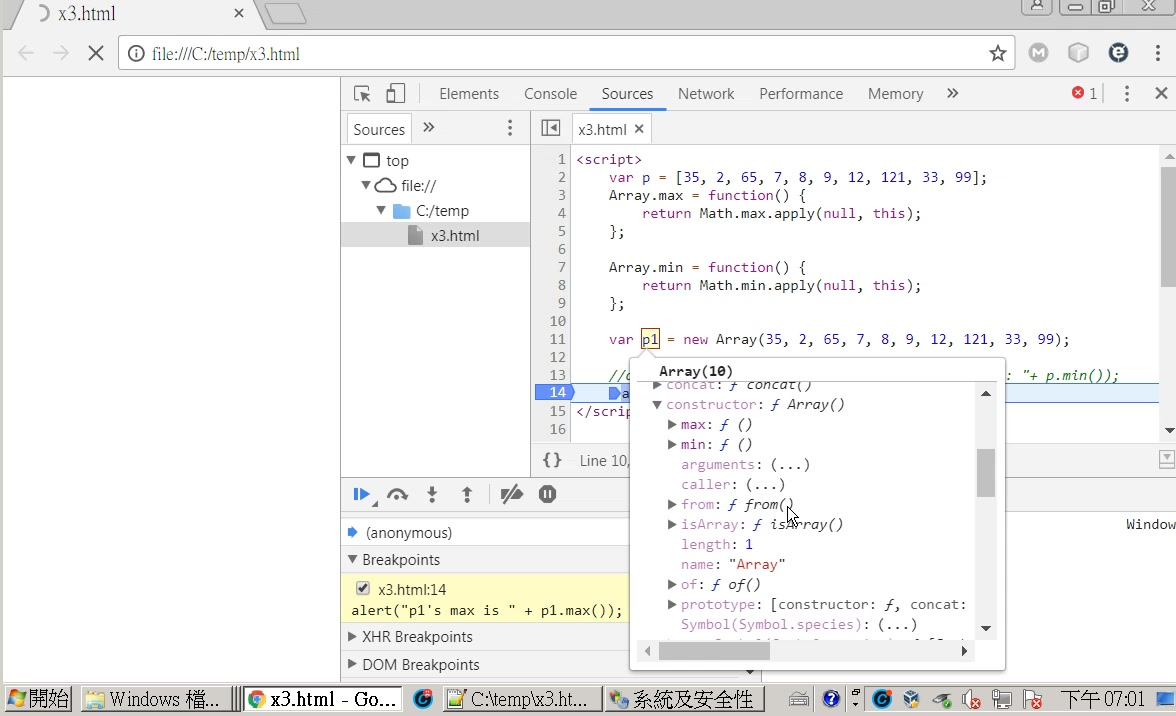 x3.html
file:///C:/temp/x3.html
Elements Console Sources Network Performance Memory » 1
Sources »
x3.html
top
file://
C:/temp
x3.html
1 <script>
2 var p = [35, 2, 65, 7, 8, 9, 12, 121, 33, 99];
3 Array.max = function() {
4 return Math.max.apply(null, this);
5 };
6
7 Array.min = function() {
8 return Math.min.apply(null, this);
9 };
10
11 var p1 = new Array(35, 2, 65, 7, 8, 9, 12, 121, 33, 99);
12
13 // : "+ p.min());
14 a
15 </scrip
16
{} Line 10,
Array(10)
concat: ƒ concat()
constructor: ƒ Array()
max: ƒ ()
min: ƒ ()
arguments: (...)
caller: (...)
from: ƒ from()
isArray: ƒ isArray()
length: 1
name: "Array"
of: ƒ of()
prototype: [constructor: ƒ, concat:
Symbol(Symbol.species): (...)
(anonymous)
Window
Breakpoints
x3.html:14
alert("p1's max is " + p1.max());
XHR Breakpoints
DOM Breakpoints
開始 Windows 檔... x3.html - Go... C:\temp\x3.ht... 系統及安全性 下午 07:01